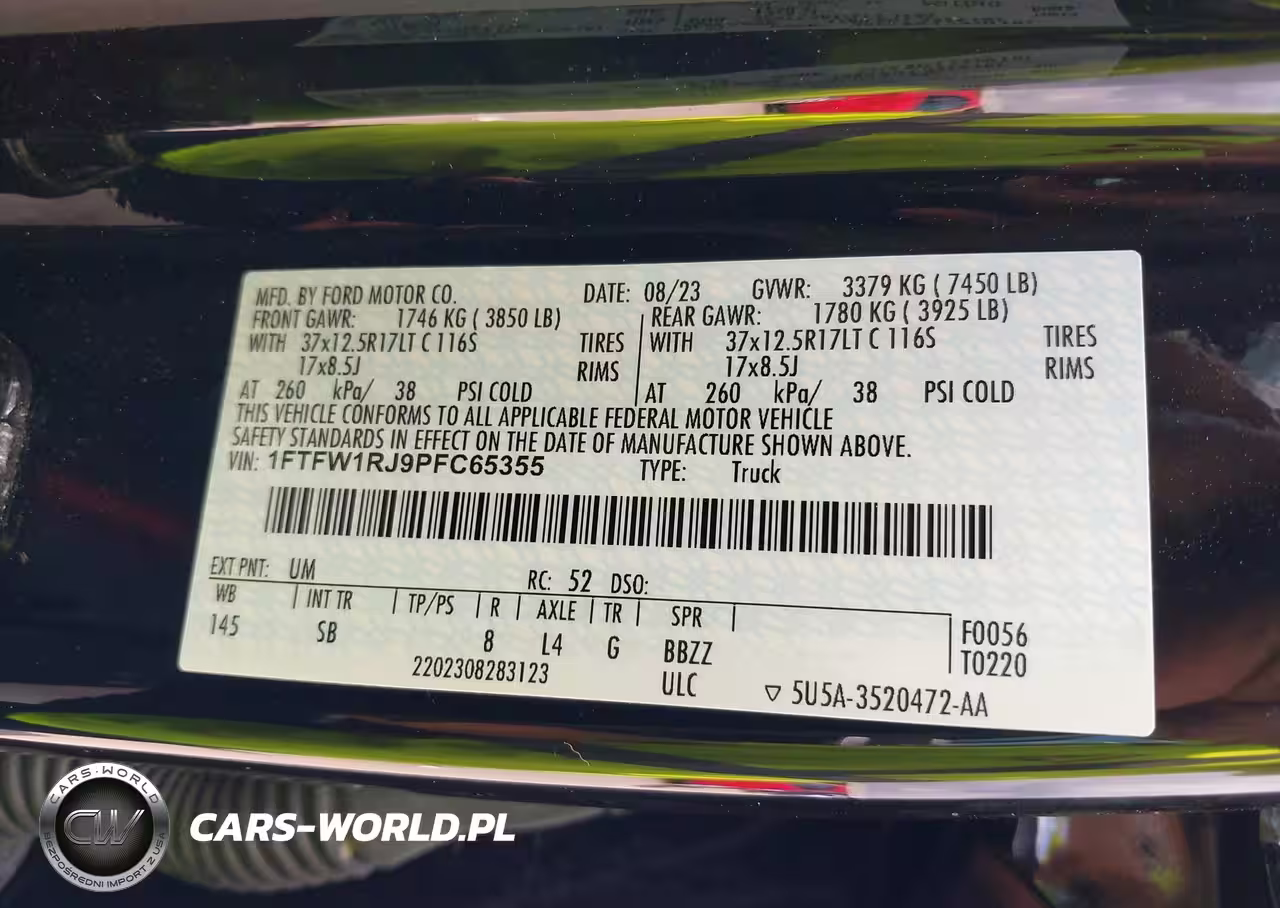 MFD. BY FORD MOTOR CO. DATE: 08/23 GVWR: 3379 KG ( 7450 LB)
FRONT GAWR: 1746 KG ( 3850 LB) REAR GAWR: 1780 KG ( 3925 LB)
WITH 37x12.5R17LT C 116S TIRES WITH 37x12.5R17LT C 116S TIRES
17x8.5J RIMS 17x8.5J RIMS
AT 260 kPa/ 38 PSI COLD AT 260 kPa/ 38 PSI COLD
THIS VEHICLE CONFORMS TO ALL APPLICABLE FEDERAL MOTOR VEHICLE
SAFETY STANDARDS IN EFFECT ON THE DATE OF MANUFACTURE SHOWN ABOVE.
VIN: 1FTFW1RJ9PFC65355 TYPE: Truck
EXT PNT: UM RC: 52 DSO:
WB INT TR TP/PS R AXLE TR SPR
145 SB 8 L4 G BBZZ
F0056
T0220
2202308283123 ULC ▽ 5U5A-3520472-AA
CARS-WORLD
CW
BEZPOŚREDNI IMPORT Z USA
CARS-WORLD.PL